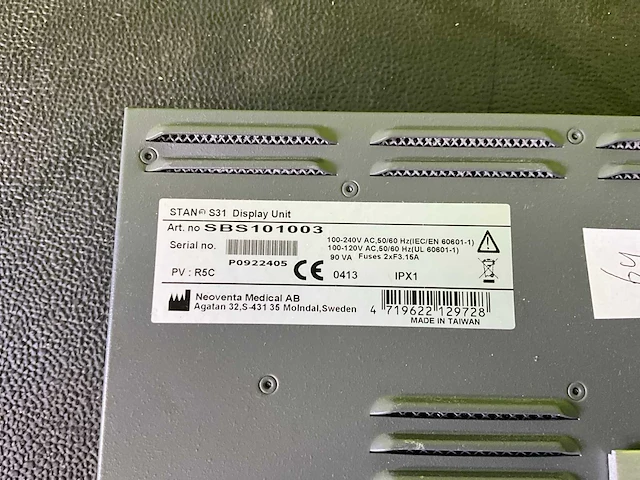 STAN® S31 Display Unit
Art. no SBS101003
Serial no.
P0922405
100-240V AC,50/60 Hz(IEC/EN 60601-1)
100-120V AC,50/60 Hz(UL 60601-1)
90 VA Fuses 2xF3.15A
PV : R5C
CE 0413
IPX1
Neoventa Medical AB
Agatan 32,S-431 35 Molndal,Sweden
4 719622 129728
MADE IN TAIWAN